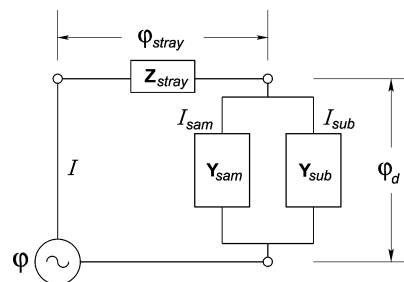 φstray
Zstray
Isam
Isub
I
Ysam
Ysub
φd
φ